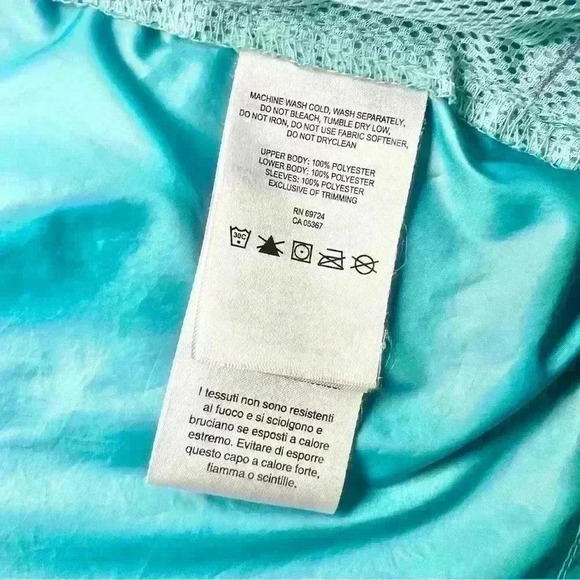 MACHINE WASH COLD, WASH SEPARATELY,
DO NOT BLEACH, TUMBLE DRY LOW,
DO NOT IRON, DO NOT USE FABRIC SOFTENER,
DO NOT DRYCLEAN
UPPER BODY: 100% POLYESTER
LOWER BODY: 100% POLYESTER
SLEEVES: 100% POLYESTER
EXCLUSIVE OF TRIMMING
RN 69724
CA 05367
30C
I tessuti non sono resistenti
al fuoco e si sciolgono e
bruciano se esposti a calore
estremo. Evitare di esporre
questo capo a calore forte,
fiamma o scintille.